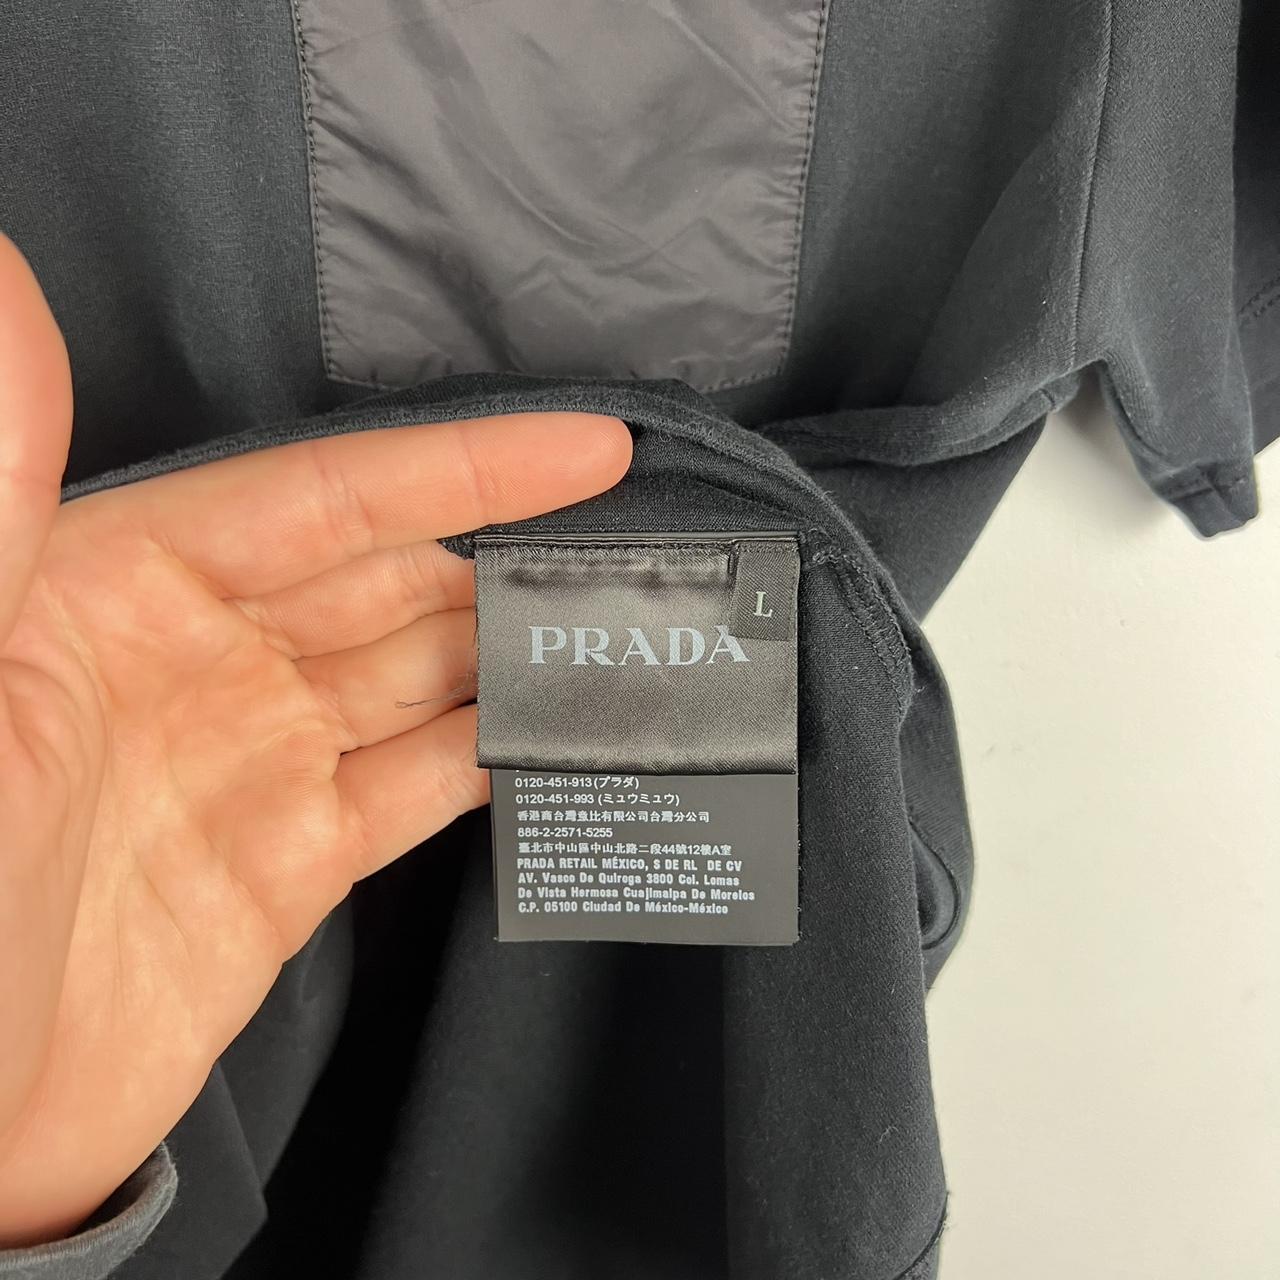 L
PRADA
0120-451-913(プラダ)
0120-451-993 (ミュウミュウ)
香港商台灣意比有限公司台灣分公司
886-2-2571-5255
臺北市中山區中山北路二段44號12樓A室
PRADA RETAIL MÉXICO, S DE RL DE CV
AV. Vasco De Quiroga 3800 Col. Lomas
De Vista Hermosa Cuajimalpa De Morelos
C.P. 05100 Ciudad De México-México